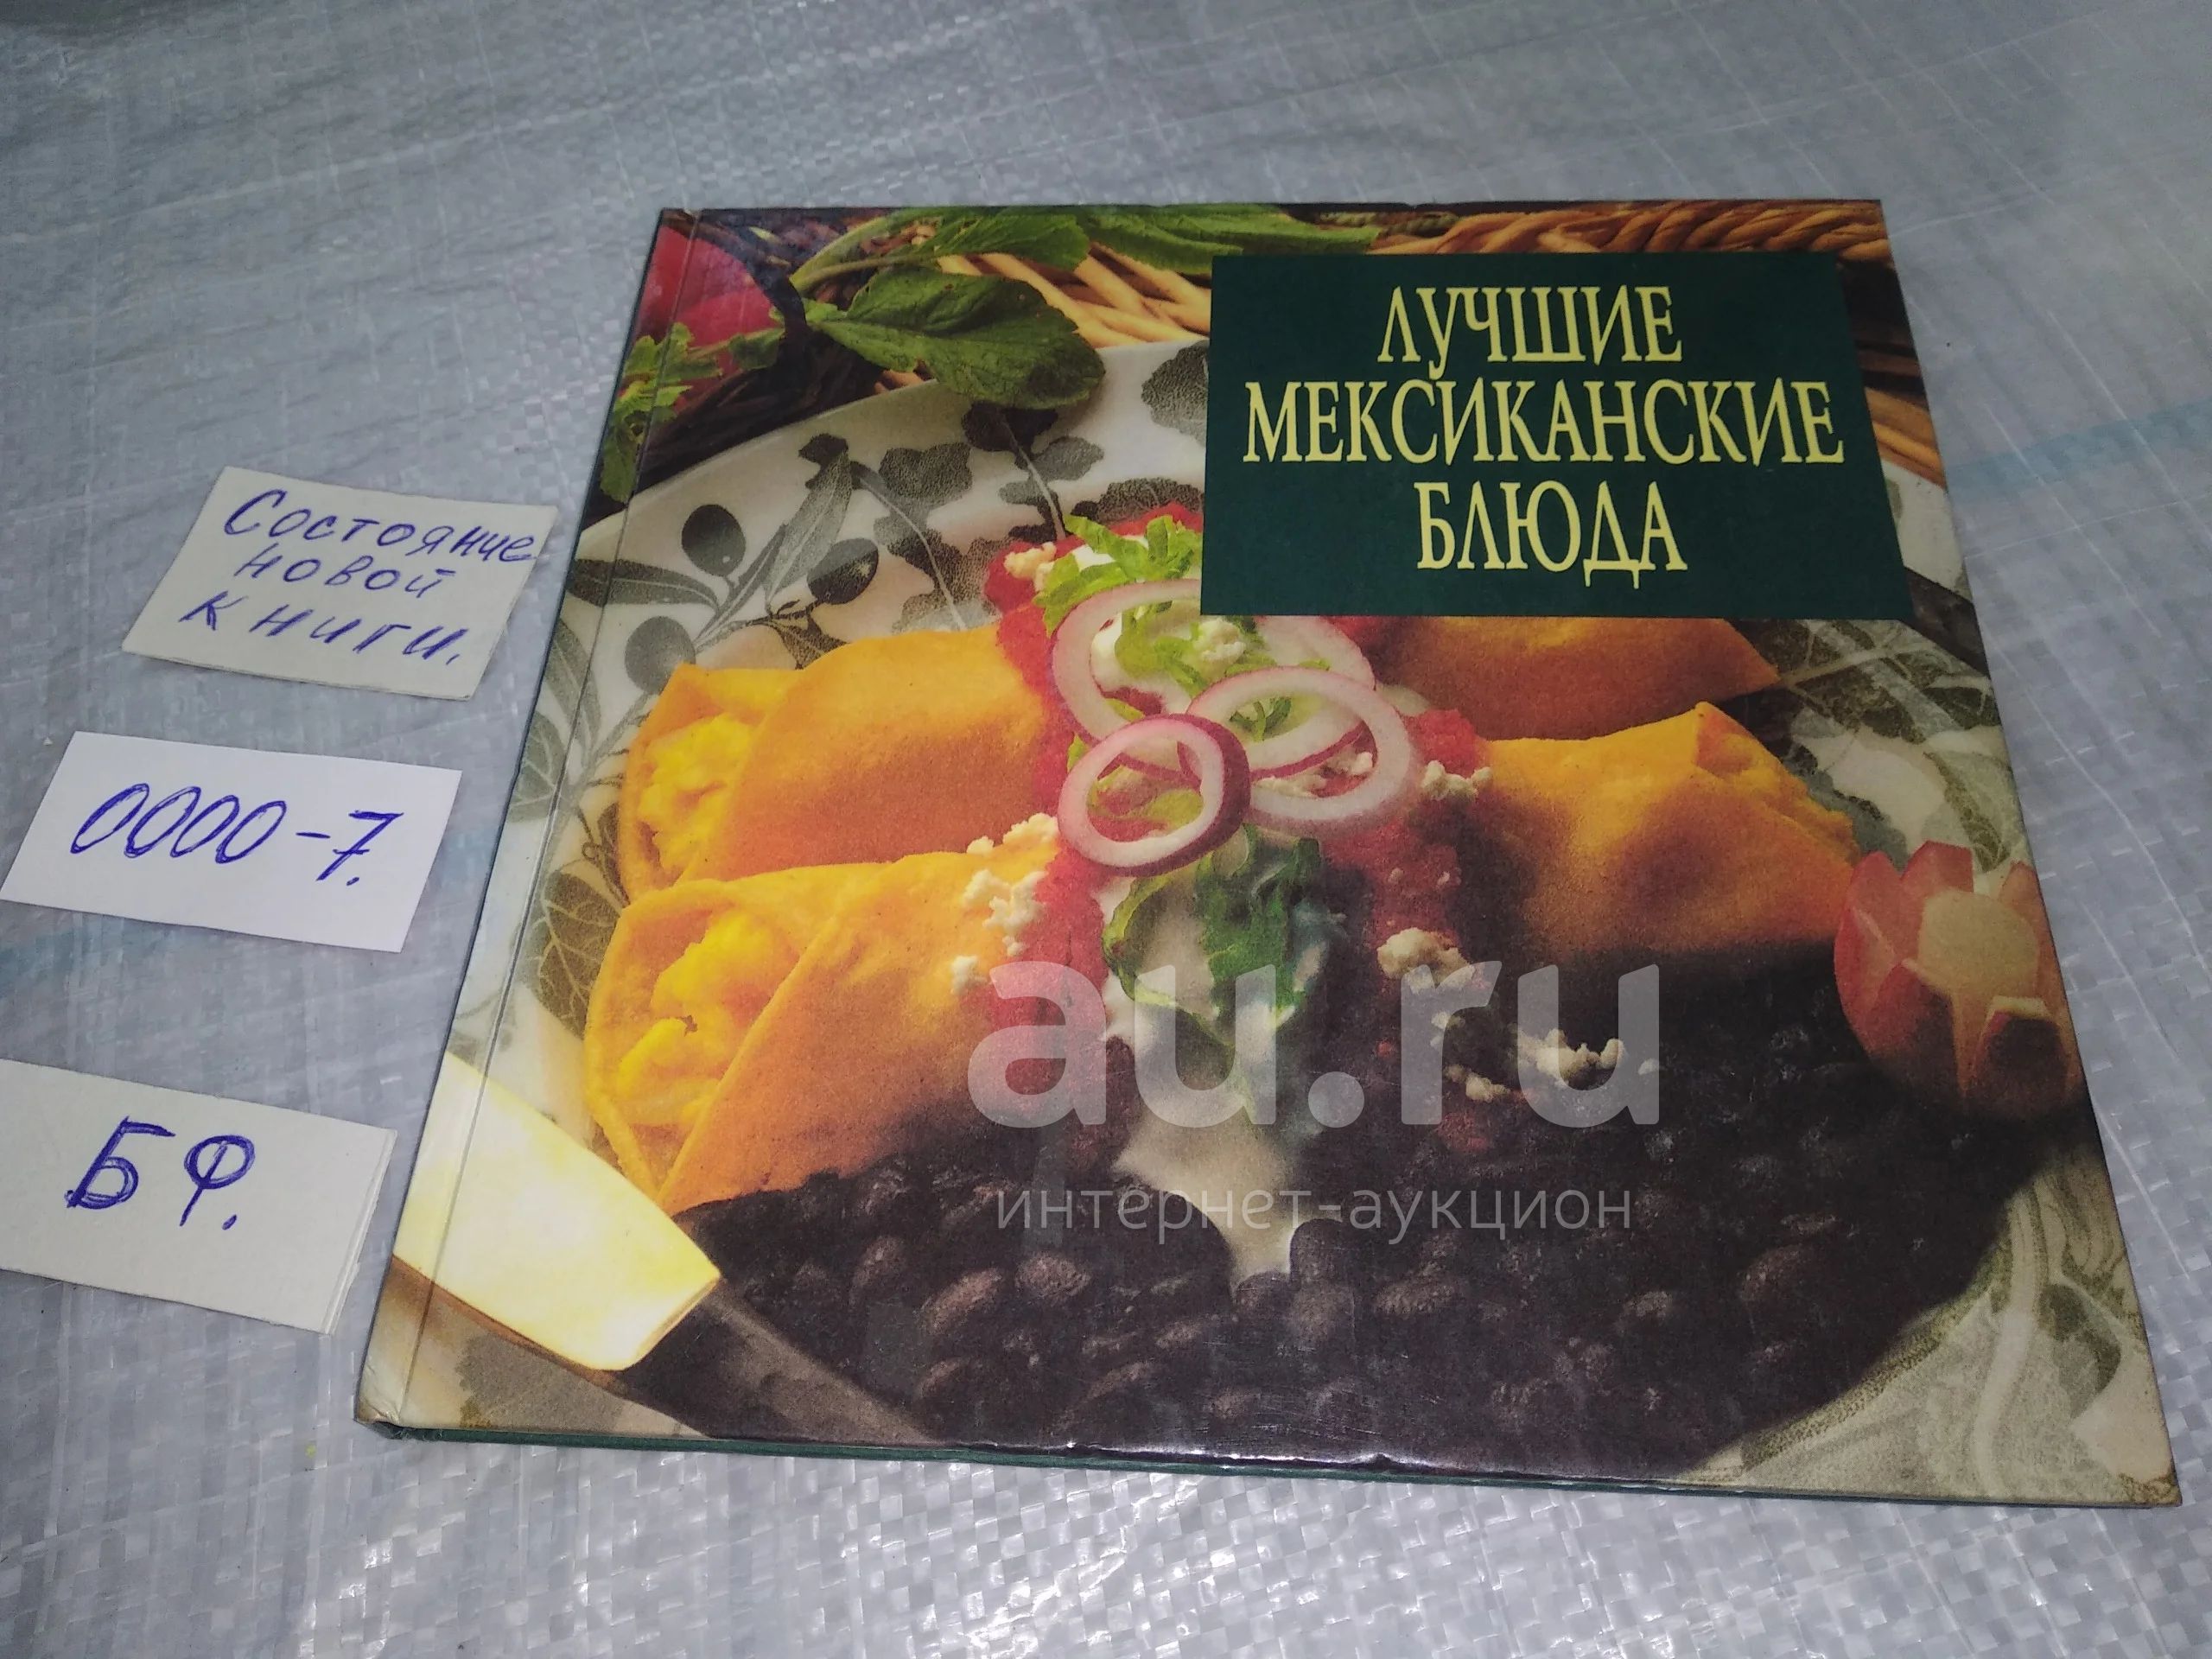 ЛУЧШИЕ
МЕКСИКАНСКИЕ
БЛЮДА
Состояние
новой
книги.
0000-7.
БФ.
au.ru
интернет-аукцион